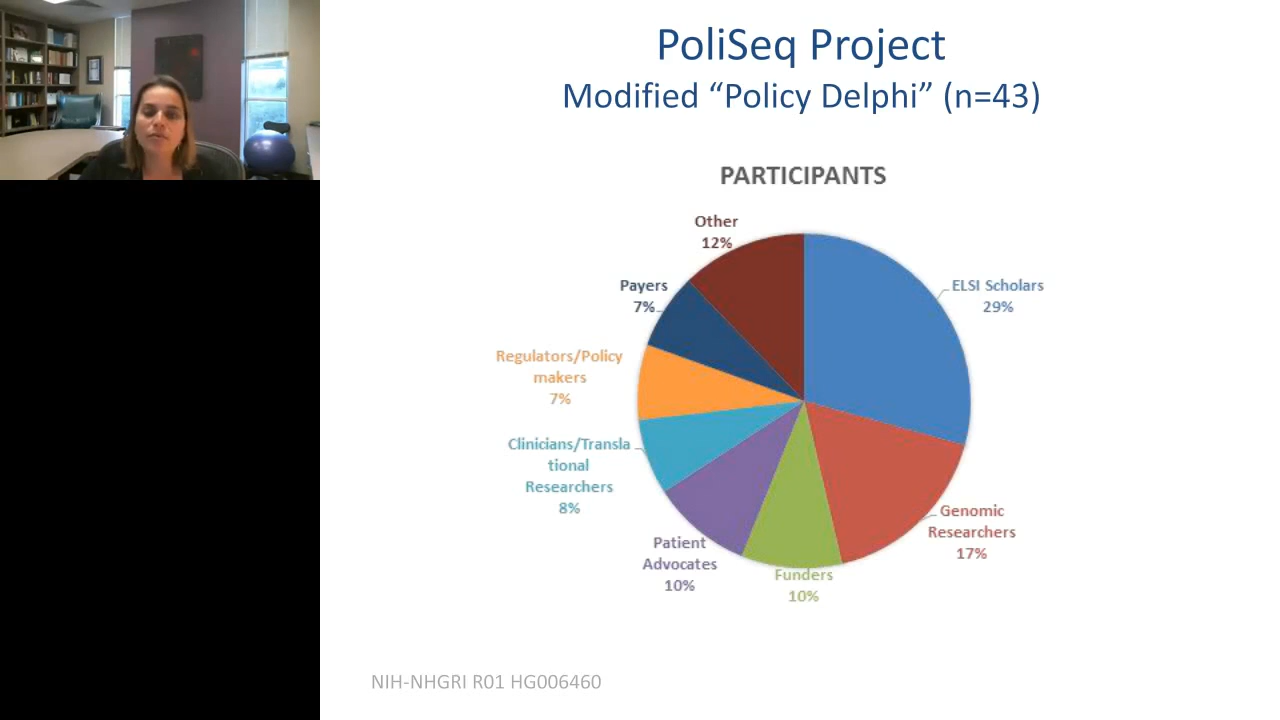 PoliSeq Project
Modified “Policy Delphi” (n=43)
PARTICIPANTS
Other
12%
Payers
7%
ELSI Scholars
29%
Regulators/Policy
makers
7%
Clinicians/Transla
tional
Researchers
8%
Genomic
Researchers
17%
Patient
Advocates
10%
Funders
10%
NIH-NHGRI R01 HG006460